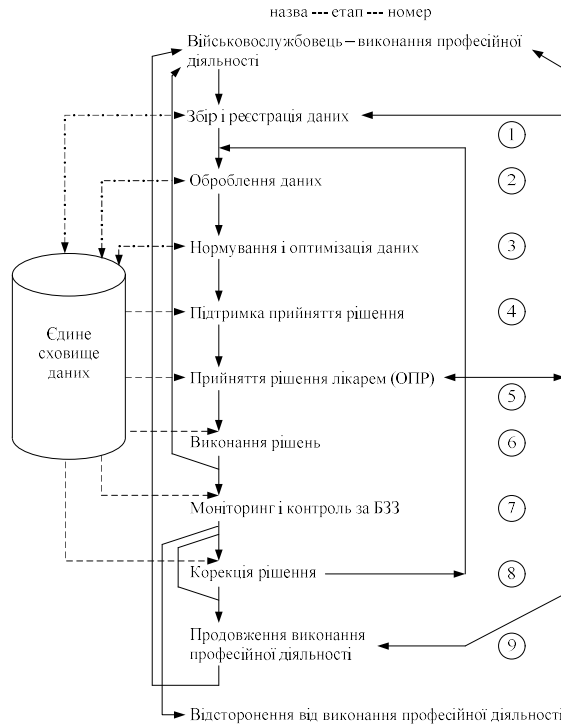 назва --- етап --- номер
Військовослужбовець – виконання професійної
діяльності
Збір і реєстрація даних
1
Оброблення даних
2
Нормування і оптимізація даних
3
Єдине
сховище
даних
Підтримка прийняття рішення
4
Прийняття рішення лікарем (ОПР)
5
Виконання рішень
6
Моніторинг і контроль за БЗЗ
7
Корекція рішення
8
Продовження виконання
професійної діяльності
9
Відсторонення від виконання професійної діяльності